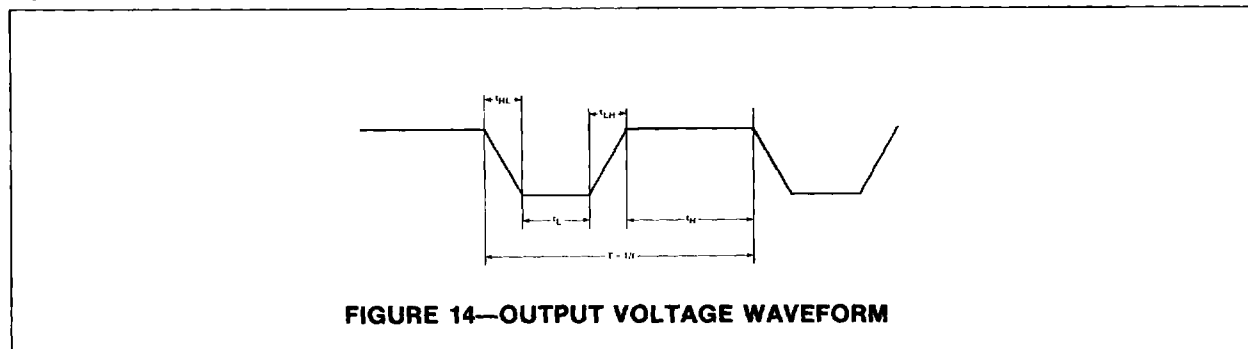 tHL
tLH
tL
tH
T = 1/f
FIGURE 14—OUTPUT VOLTAGE WAVEFORM